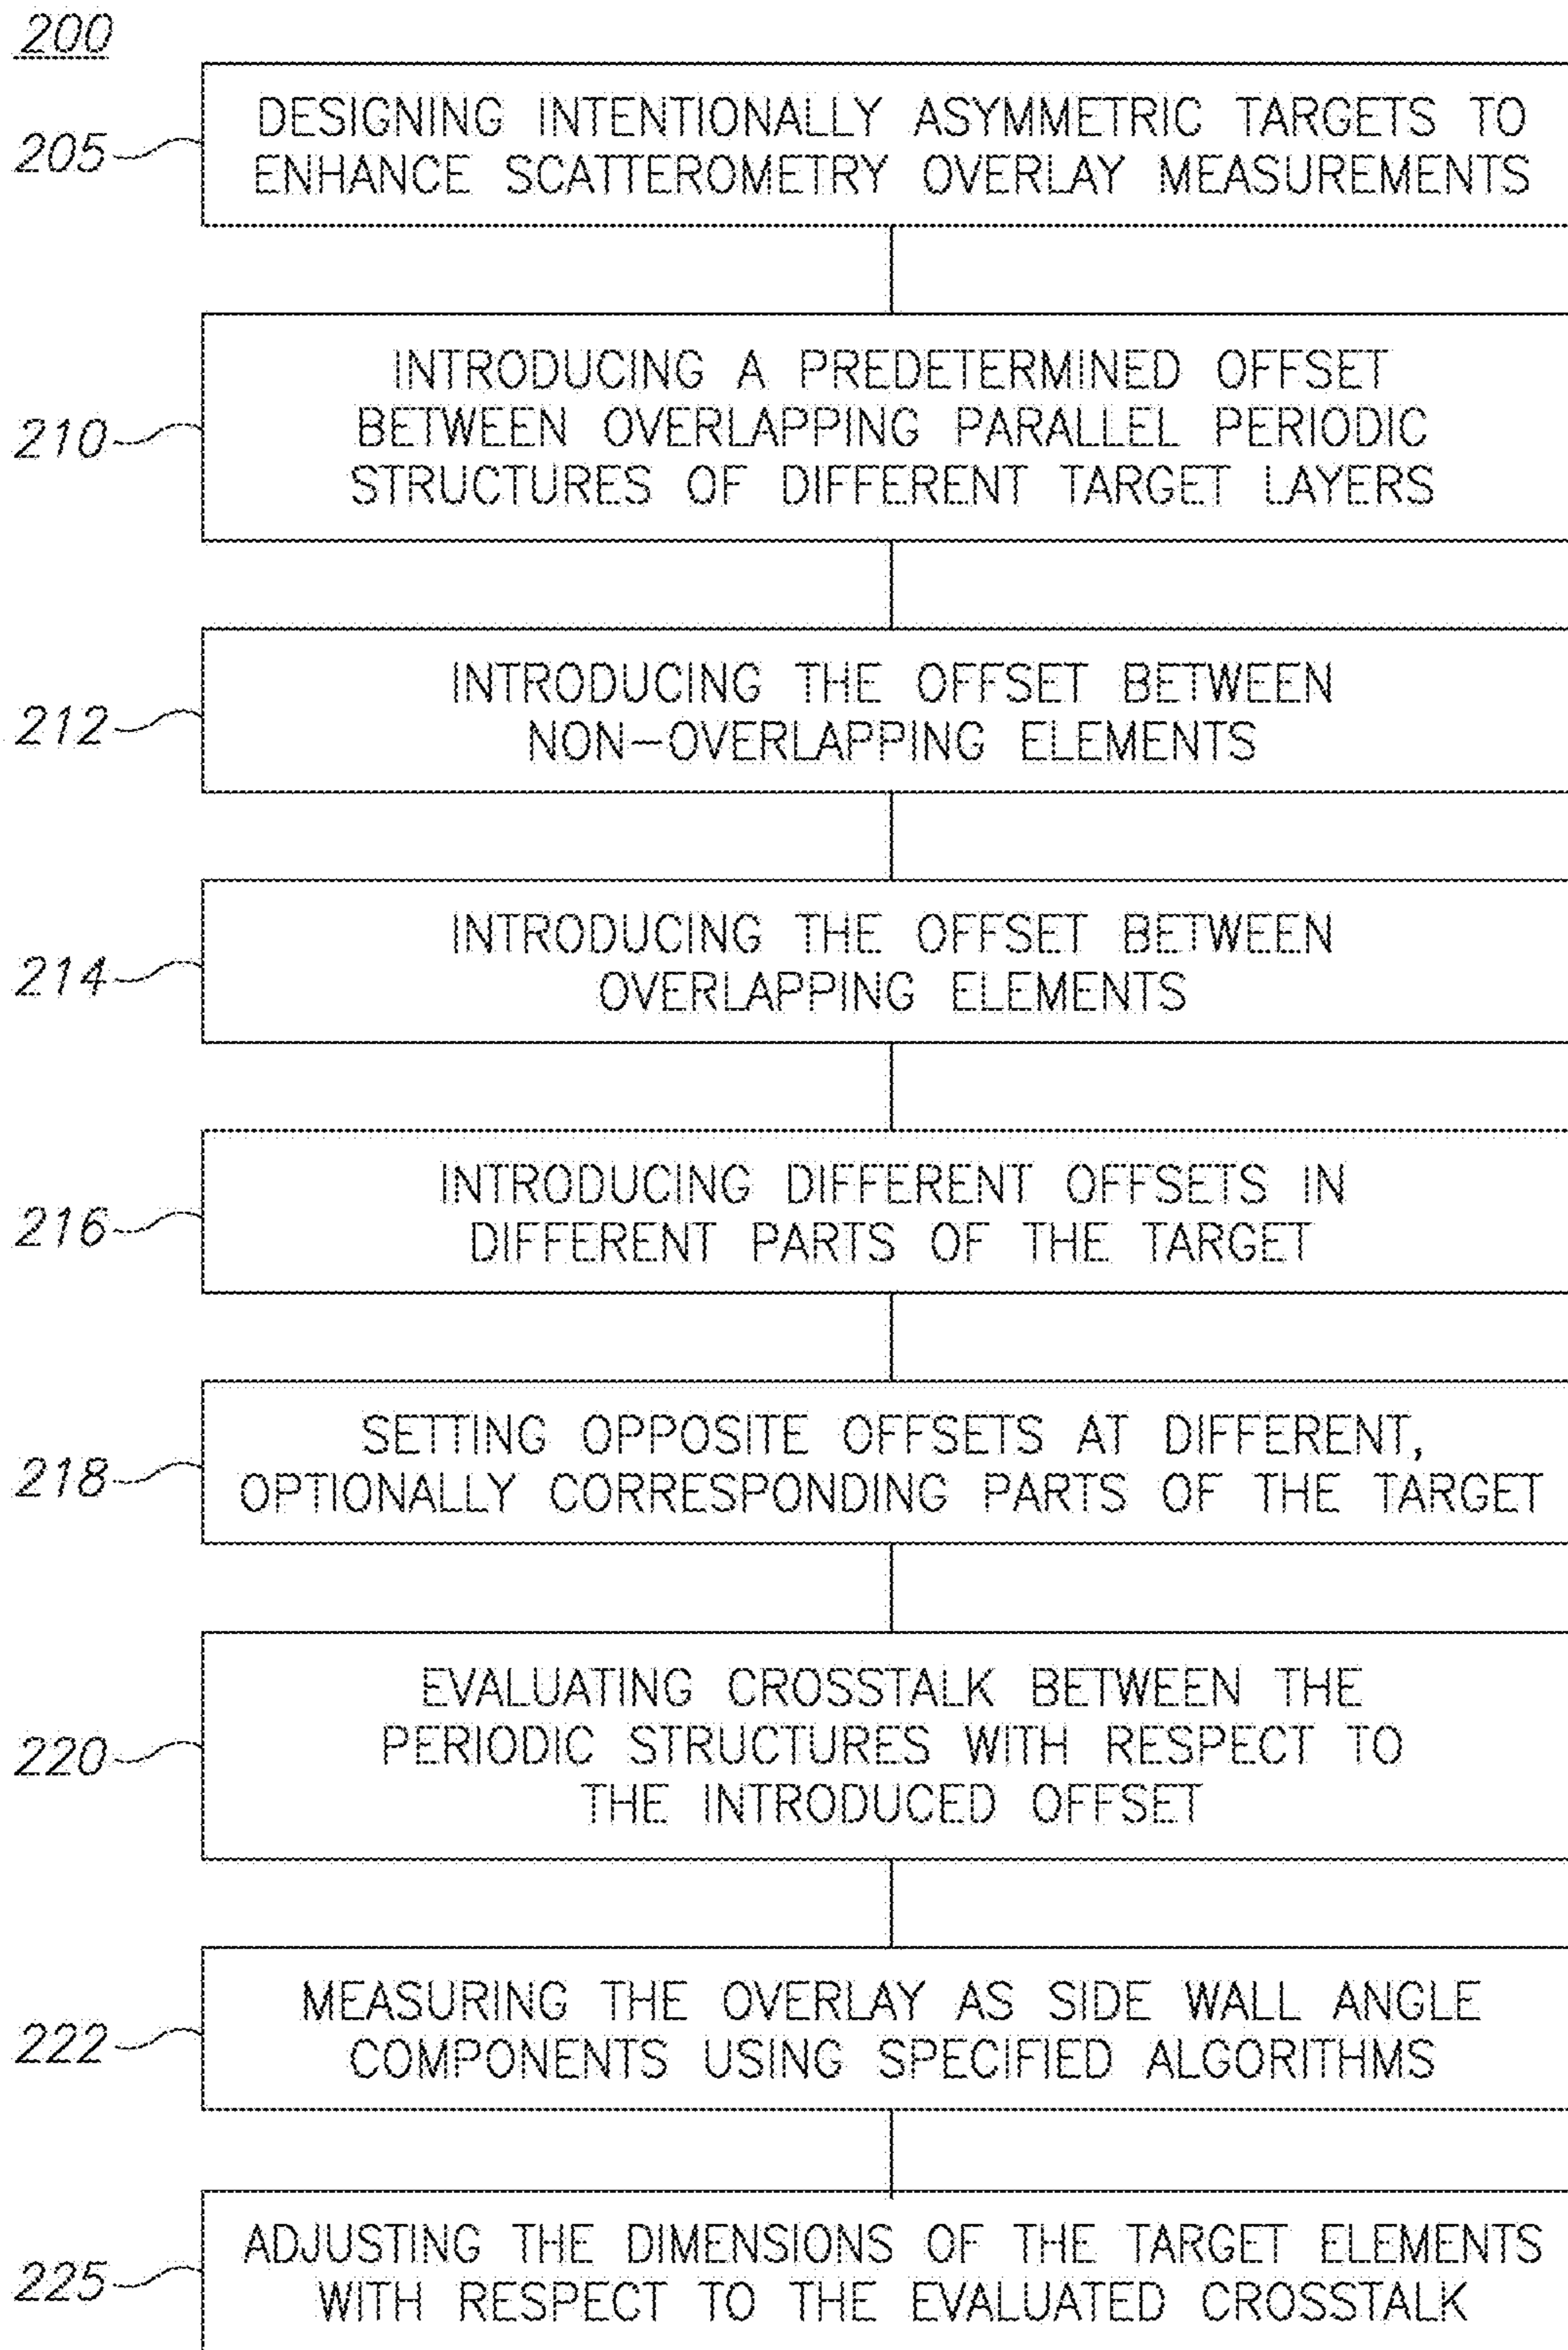 200
205
DESIGNING INTENTIONALLY ASYMMETRIC TARGETS TO
ENHANCE SCATTEROMETRY OVERLAY MEASUREMENTS
210
INTRODUCING A PREDETERMINED OFFSET
BETWEEN OVERLAPPING PARALLEL PERIODIC
STRUCTURES OF DIFFERENT TARGET LAYERS
212
INTRODUCING THE OFFSET BETWEEN
NON-OVERLAPPING ELEMENTS
214
INTRODUCING THE OFFSET BETWEEN
OVERLAPPING ELEMENTS
216
INTRODUCING DIFFERENT OFFSETS IN
DIFFERENT PARTS OF THE TARGET
218
SETTING OPPOSITE OFFSETS AT DIFFERENT,
OPTIONALLY CORRESPONDING PARTS OF THE TARGET
220
EVALUATING CROSSTALK BETWEEN THE
PERIODIC STRUCTURES WITH RESPECT TO
THE INTRODUCED OFFSET
222
MEASURING THE OVERLAY AS SIDE WALL ANGLE
COMPONENTS USING SPECIFIED ALGORITHMS
225
ADJUSTING THE DIMENSIONS OF THE TARGET ELEMENTS
WITH RESPECT TO THE EVALUATED CROSSTALK